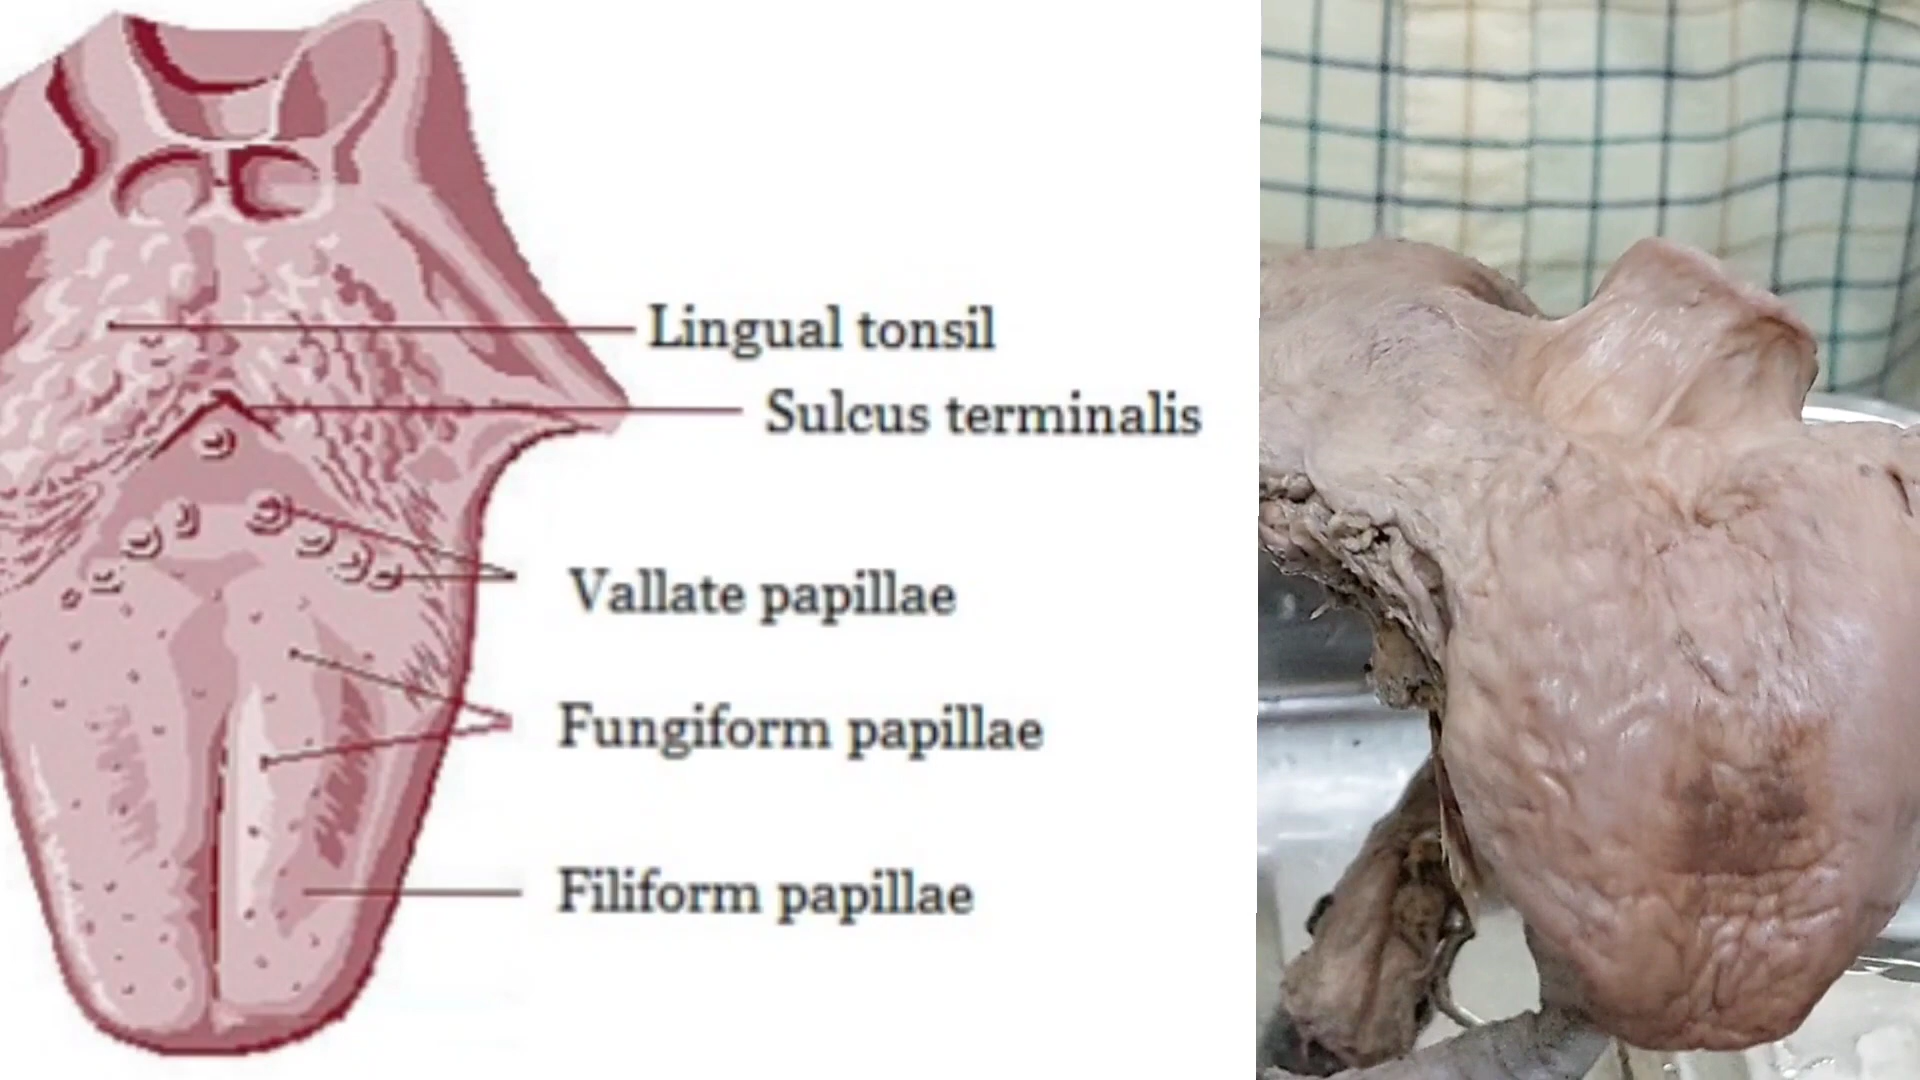 Lingual tonsil
Sulcus terminalis
Vallate papillae
Fungiform papillae
Filiform papillae